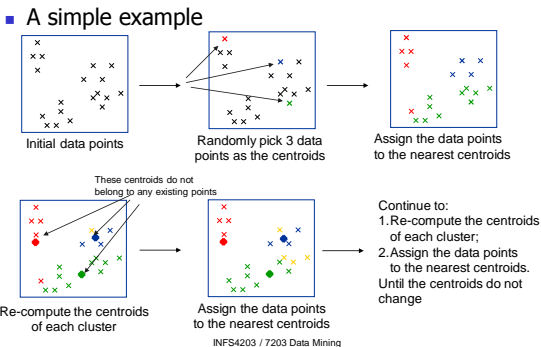 A simple example
Initial data points
Randomly pick 3 data
points as the centroids
Assign the data points
to the nearest centroids
These centroids do not
belong to any existing points
Re-compute the centroids
of each cluster
Assign the data points
to the nearest centroids
Continue to:
1.Re-compute the centroids
of each cluster;
2.Assign the data points
to the nearest centroids.
Until the centroids do not
change
INFS4203 / 7203 Data Mining